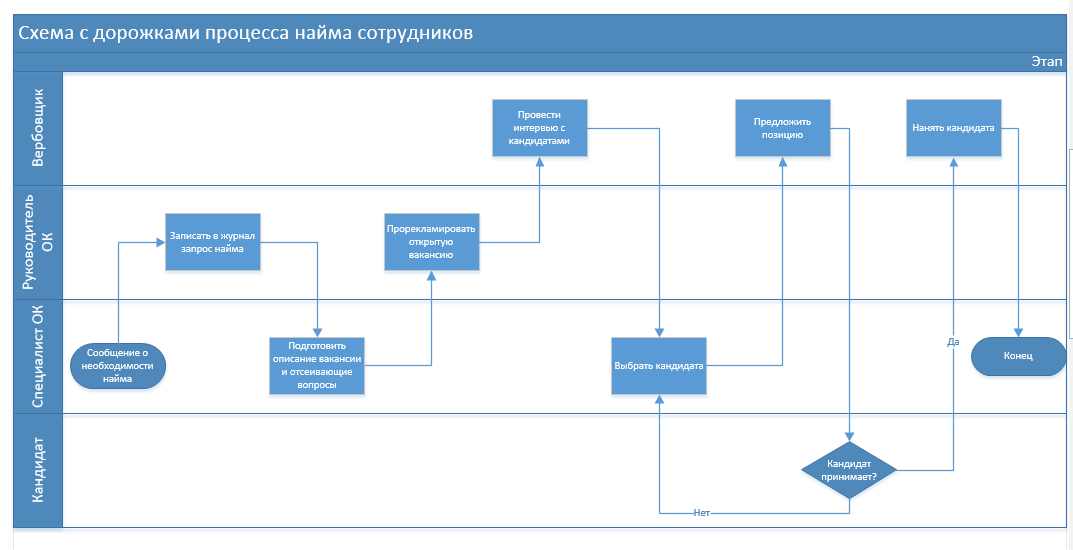 Схема с дорожками процесса найма сотрудников
Этап
Вербовщик
Провести
интервью с
кандидатами
Предложить
позицию
Нанять кандидата
Руководитель
ОК
Записать в журнал
запрос найма
Прорекламировать
открытую
вакансию
Специалист ОК
Сообщение о
необходимости
найма
Подготовить
описание вакансии
и отсеивающие
вопросы
Выбрать кандидата
Да
Конец
Кандидат
Кандидат
принимает?
Нет